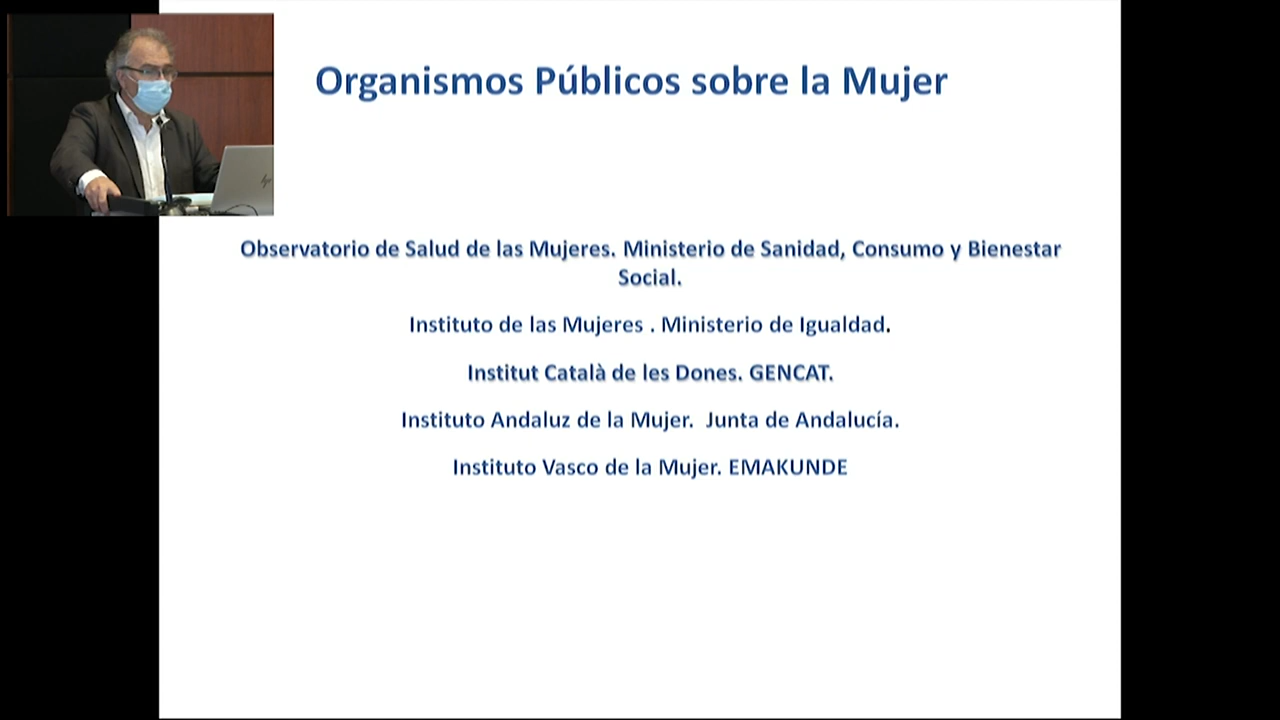 Organismos Públicos sobre la Mujer
Observatorio de Salud de las Mujeres. Ministerio de Sanidad, Consumo y Bienestar
Social.
Instituto de las Mujeres . Ministerio de Igualdad.
Institut Català de les Dones. GENCAT.
Instituto Andaluz de la Mujer.  Junta de Andalucía.
Instituto Vasco de la Mujer. EMAKUNDE